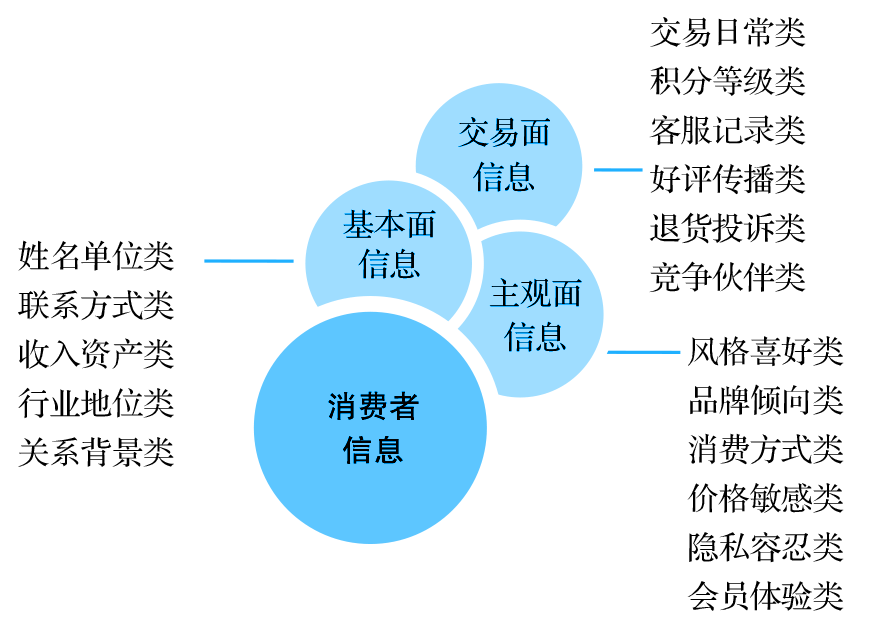 交易日常类
积分等级类
客服记录类
好评传播类
退货投诉类
竞争伙伴类
交易面
信息
基本面
信息
姓名单位类
联系方式类
收入资产类
行业地位类
关系背景类
主观面
信息
风格喜好类
品牌倾向类
消费方式类
价格敏感类
隐私容忍类
会员体验类
消费者
信息